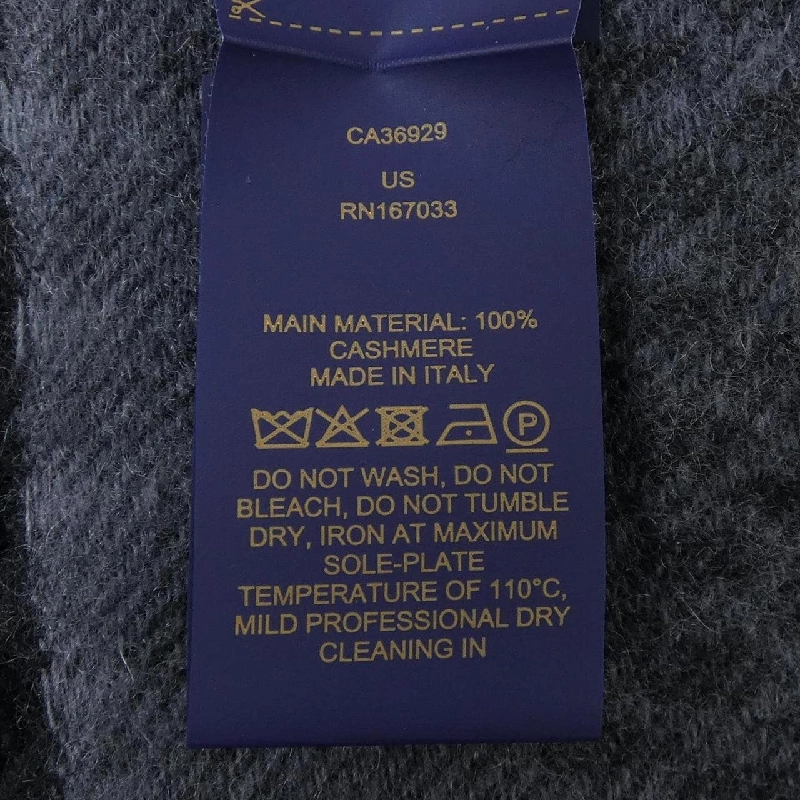 CA36929
US
RN167033
MAIN MATERIAL: 100%
CASHMERE
MADE IN ITALY
P
DO NOT WASH, DO NOT
BLEACH, DO NOT TUMBLE
DRY, IRON AT MAXIMUM
SOLE-PLATE
TEMPERATURE OF 110°C,
MILD PROFESSIONAL DRY
CLEANING IN